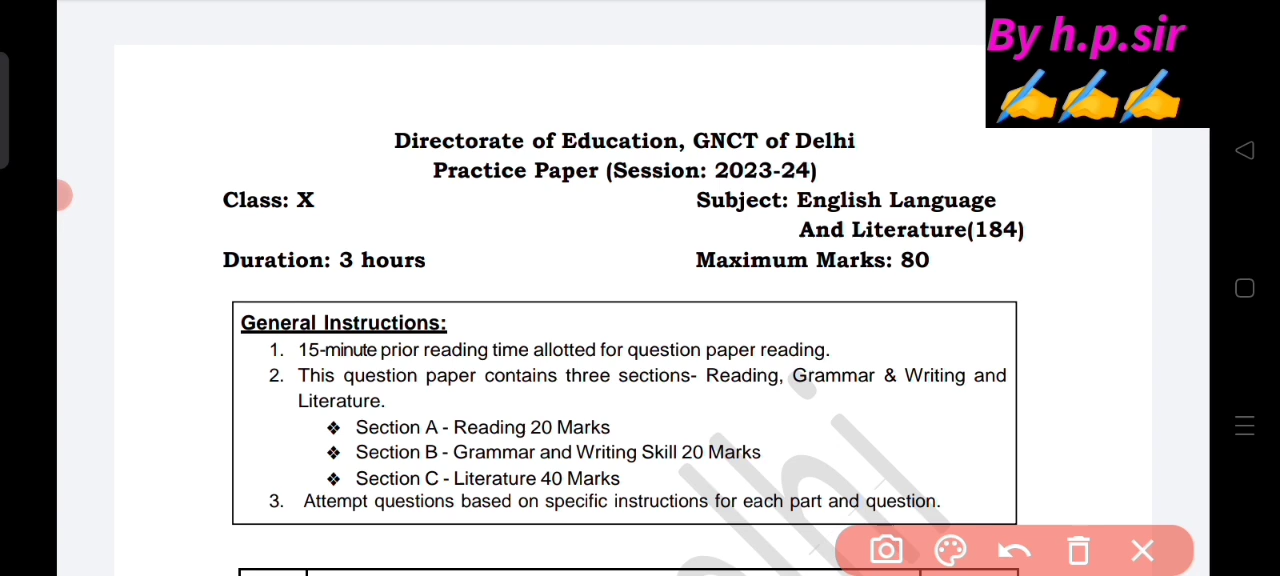 By h.p.sir
✍✍✍
Directorate of Education, GNCT of Delhi
Practice Paper (Session: 2023-24)
Class: X Subject: English Language
And Literature(184)
Duration: 3 hours Maximum Marks: 80
General Instructions:
1. 15-minute prior reading time allotted for question paper reading.
2. This question paper contains three sections- Reading, Grammar & Writing and
Literature.
❖ Section A - Reading 20 Marks
❖ Section B - Grammar and Writing Skill 20 Marks
❖ Section C - Literature 40 Marks
3. Attempt questions based on specific instructions for each part and question.